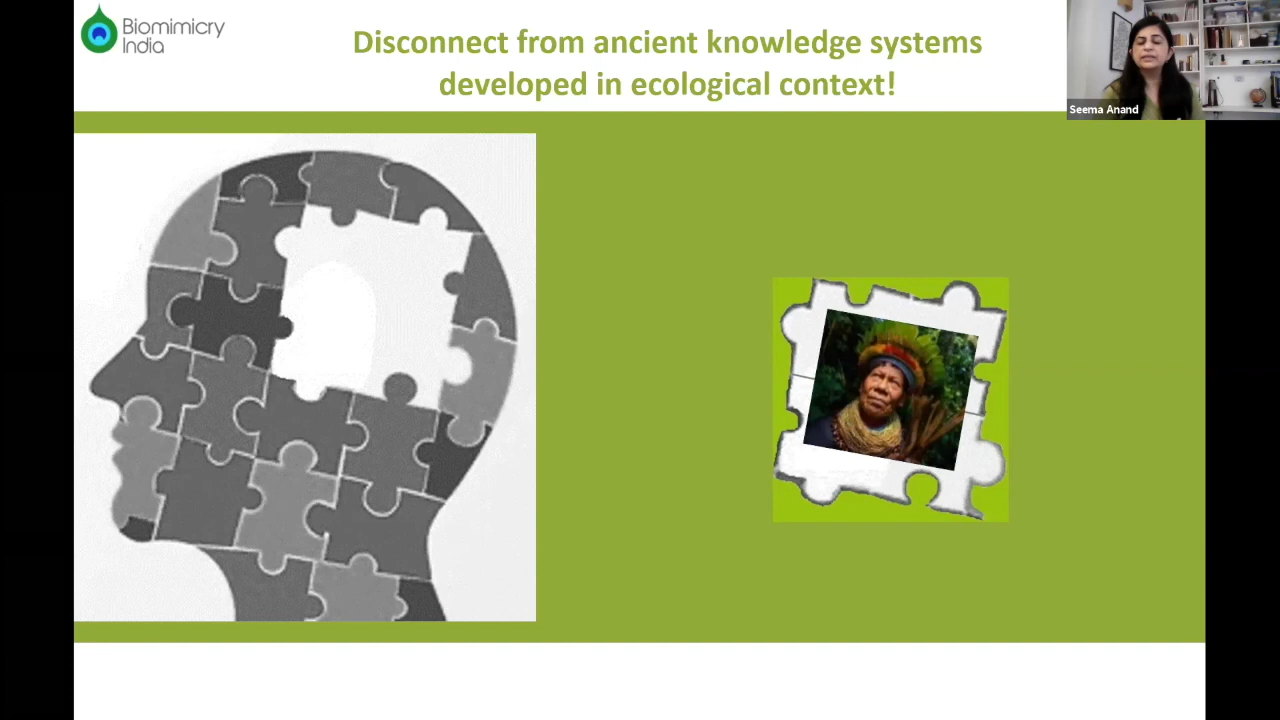 Biomimicry
India
Disconnect from ancient knowledge systems
developed in ecological context!
Seema Anand